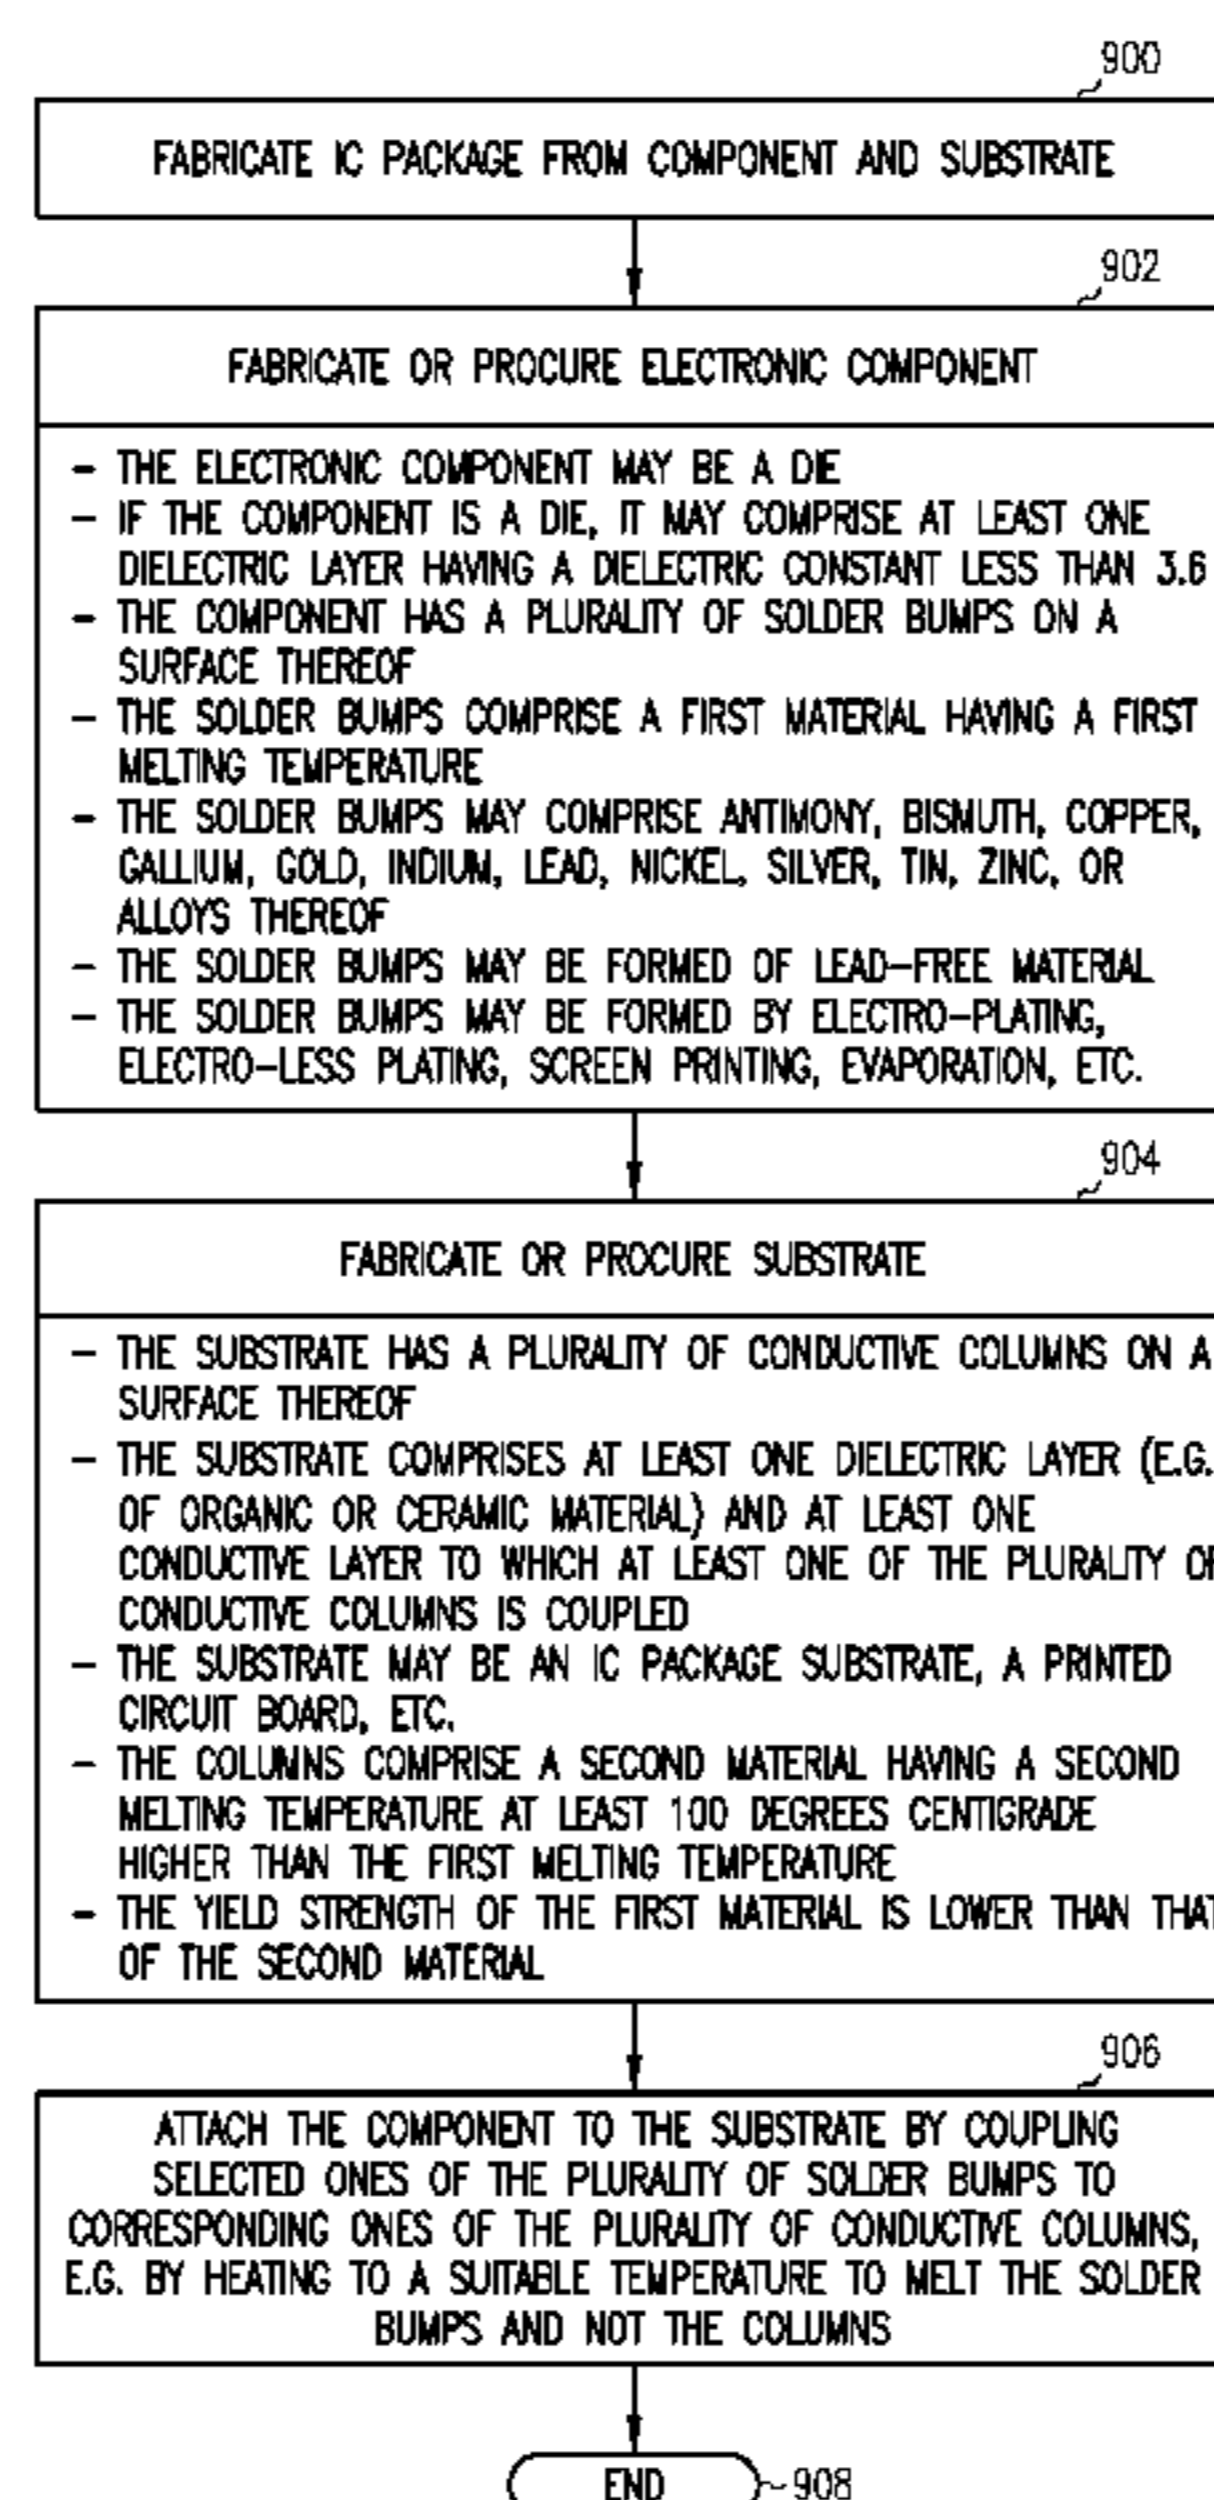 900
FABRICATE IC PACKAGE FROM COMPONENT AND SUBSTRATE
902
FABRICATE OR PROCURE ELECTRONIC COMPONENT
- THE ELECTRONIC COMPONENT MAY BE A DIE
- IF THE COMPONENT IS A DIE, IT MAY COMPRISE AT LEAST ONE
DIELECTRIC LAYER HAVING A DIELECTRIC CONSTANT LESS THAN 3.6
- THE COMPONENT HAS A PLURALITY OF SOLDER BUMPS ON A
SURFACE THEREOF
- THE SOLDER BUMPS COMPRISE A FIRST MATERIAL HAVING A FIRST
MELTING TEMPERATURE
- THE SOLDER BUMPS MAY COMPRISE ANTIMONY, BISMUTH, COPPER,
GALLIUM, GOLD, INDIUM, LEAD, NICKEL, SILVER, TIN, ZINC, OR
ALLOYS THEREOF
- THE SOLDER BUMPS MAY BE FORMED OF LEAD-FREE MATERIAL
- THE SOLDER BUMPS MAY BE FORMED BY ELECTRO-PLATING,
ELECTRO-LESS PLATING, SCREEN PRINTING, EVAPORATION, ETC.
904
FABRICATE OR PROCURE SUBSTRATE
- THE SUBSTRATE HAS A PLURALITY OF CONDUCTIVE COLUMNS ON A
SURFACE THEREOF
- THE SUBSTRATE COMPRISES AT LEAST ONE DIELECTRIC LAYER (E.G.
OF ORGANIC OR CERAMIC MATERIAL) AND AT LEAST ONE
CONDUCTIVE LAYER TO WHICH AT LEAST ONE OF THE PLURALITY OF
CONDUCTIVE COLUMNS IS COUPLED
- THE SUBSTRATE MAY BE AN IC PACKAGE SUBSTRATE, A PRINTED
CIRCUIT BOARD, ETC.
- THE COLUMNS COMPRISE A SECOND MATERIAL HAVING A SECOND
MELTING TEMPERATURE AT LEAST 100 DEGREES CENTIGRADE
HIGHER THAN THE FIRST MELTING TEMPERATURE
- THE YIELD STRENGTH OF THE FIRST MATERIAL IS LOWER THAN THAT
OF THE SECOND MATERIAL
906
ATTACH THE COMPONENT TO THE SUBSTRATE BY COUPLING
SELECTED ONES OF THE PLURALITY OF SOLDER BUMPS TO
CORRESPONDING ONES OF THE PLURALITY OF CONDUCTIVE COLUMNS,
E.G. BY HEATING TO A SUITABLE TEMPERATURE TO MELT THE SOLDER
BUMPS AND NOT THE COLUMNS
END
908